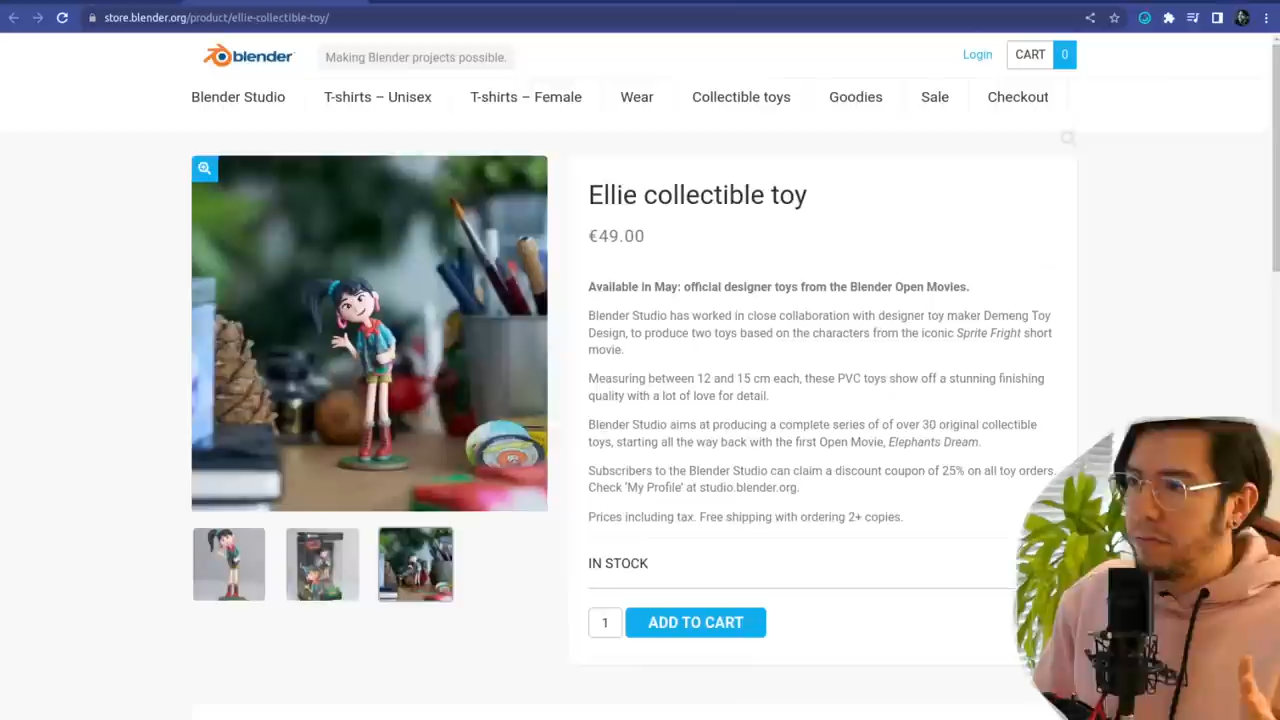 store.blender.org/product/ellie-collectible-toy/
blender
Making Blender projects possible.
Login
CART 0
Blender Studio
T-shirts – Unisex
T-shirts – Female
Wear
Collectible toys
Goodies
Sale
Checkout
Ellie collectible toy
€49.00
Available in May: official designer toys from the Blender Open Movies.
Blender Studio has worked in close collaboration with designer toy maker Demeng Toy
Design, to produce two toys based on the characters from the iconic Sprite Fright short
movie.
Measuring between 12 and 15 cm each, these PVC toys show off a stunning finishing
quality with a lot of love for detail.
Blender Studio aims at producing a complete series of of over 30 original collectible
toys, starting all the way back with the first Open Movie, Elephants Dream.
Subscribers to the Blender Studio can claim a discount coupon of 25% on all toy orders.
Check ‘My Profile’ at studio.blender.org.
Prices including tax. Free shipping with ordering 2+ copies.
IN STOCK
1
ADD TO CART